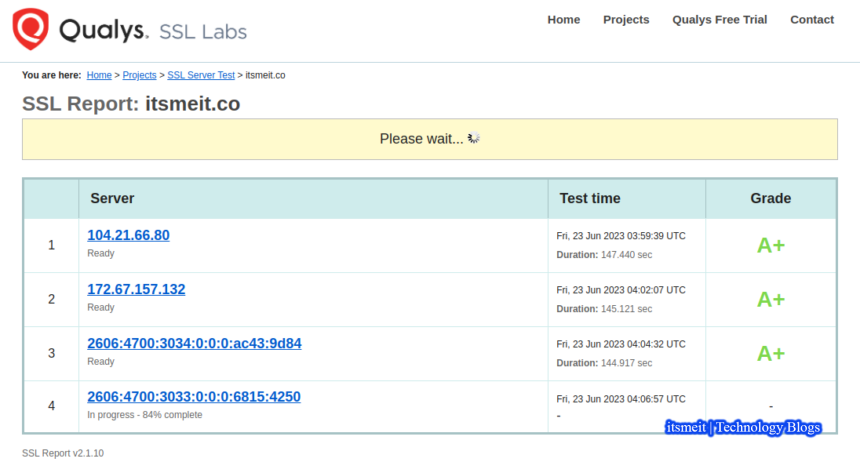 Qualys. SSL Labs
Home Projects Qualys Free Trial Contact
You are here: Home > Projects > SSL Server Test > itsmeit.co
SSL Report: itsmeit.co
Please wait...
Server Test time Grade
1 104.21.66.80 Fri, 23 Jun 2023 03:59:39 UTC A+
Ready Duration: 147.440 sec
2 172.67.157.132 Fri, 23 Jun 2023 04:02:07 UTC A+
Ready Duration: 145.121 sec
3 2606:4700:3034:0:0:0:ac43:9d84 Fri, 23 Jun 2023 04:04:32 UTC A+
Ready Duration: 144.917 sec
4 2606:4700:3033:0:0:0:6815:4250 Fri, 23 Jun 2023 04:06:57 UTC -
In progress - 84% complete -
itsmeit | Technology Blogs
SSL Report v2.1.10